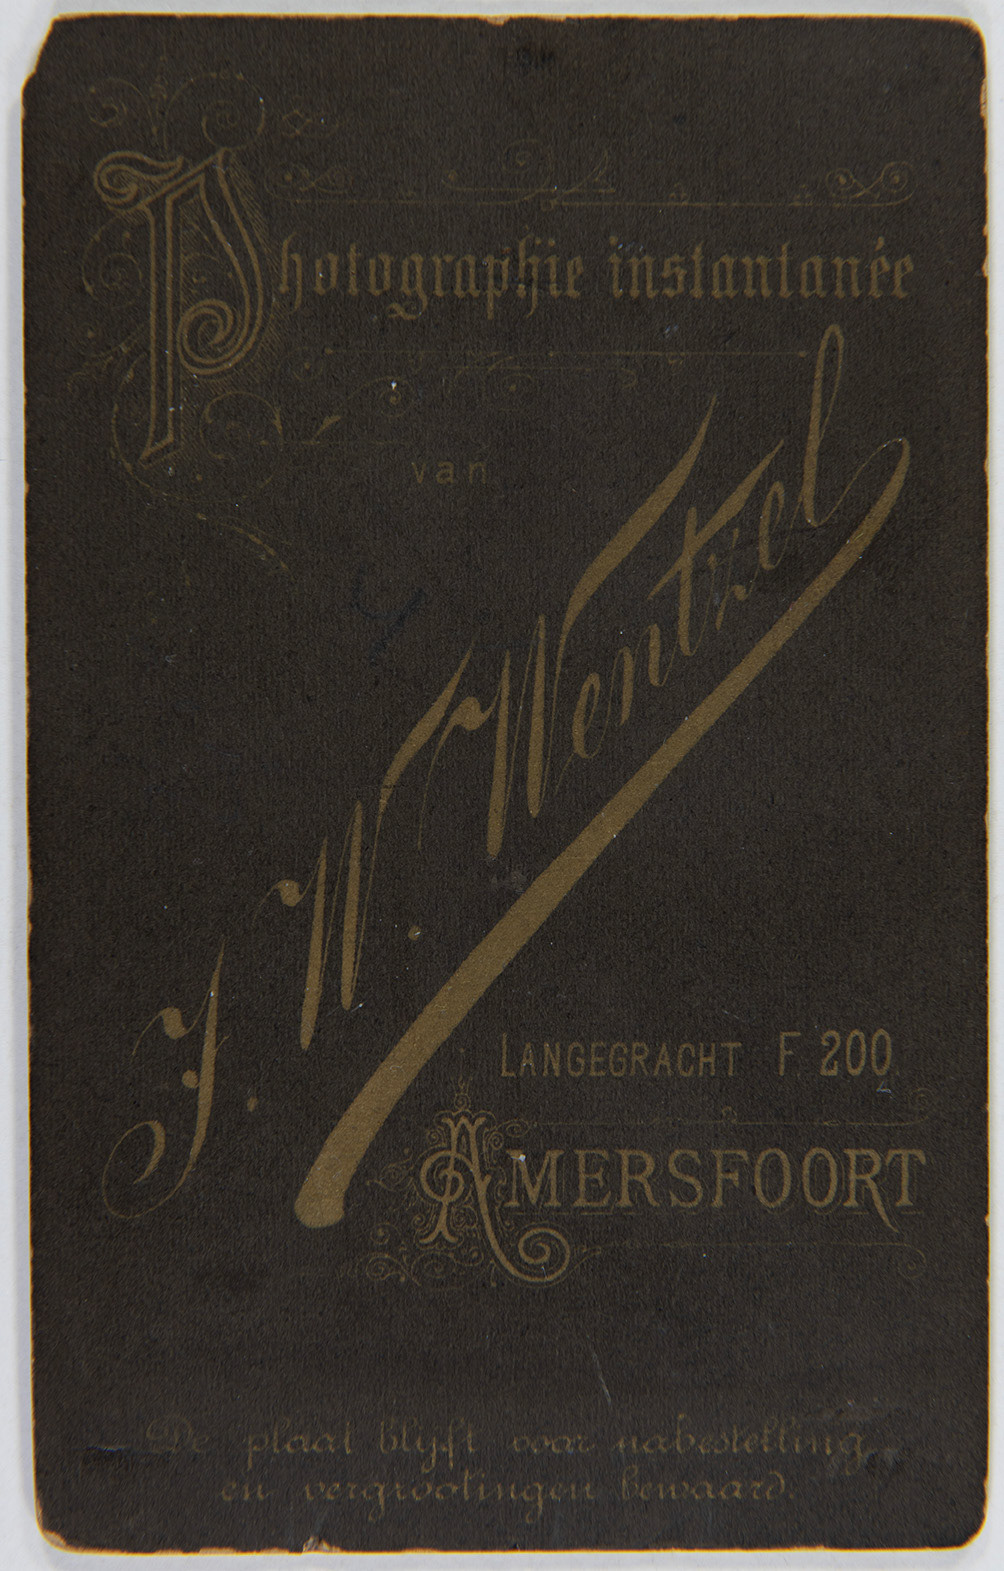 Photographie instantanée
van
J. W. Wentzel
LANGEGRACHT F. 200.
AMERSFOORT
De plaat blijft voor nabestelling
en vergrootingen bewaard.